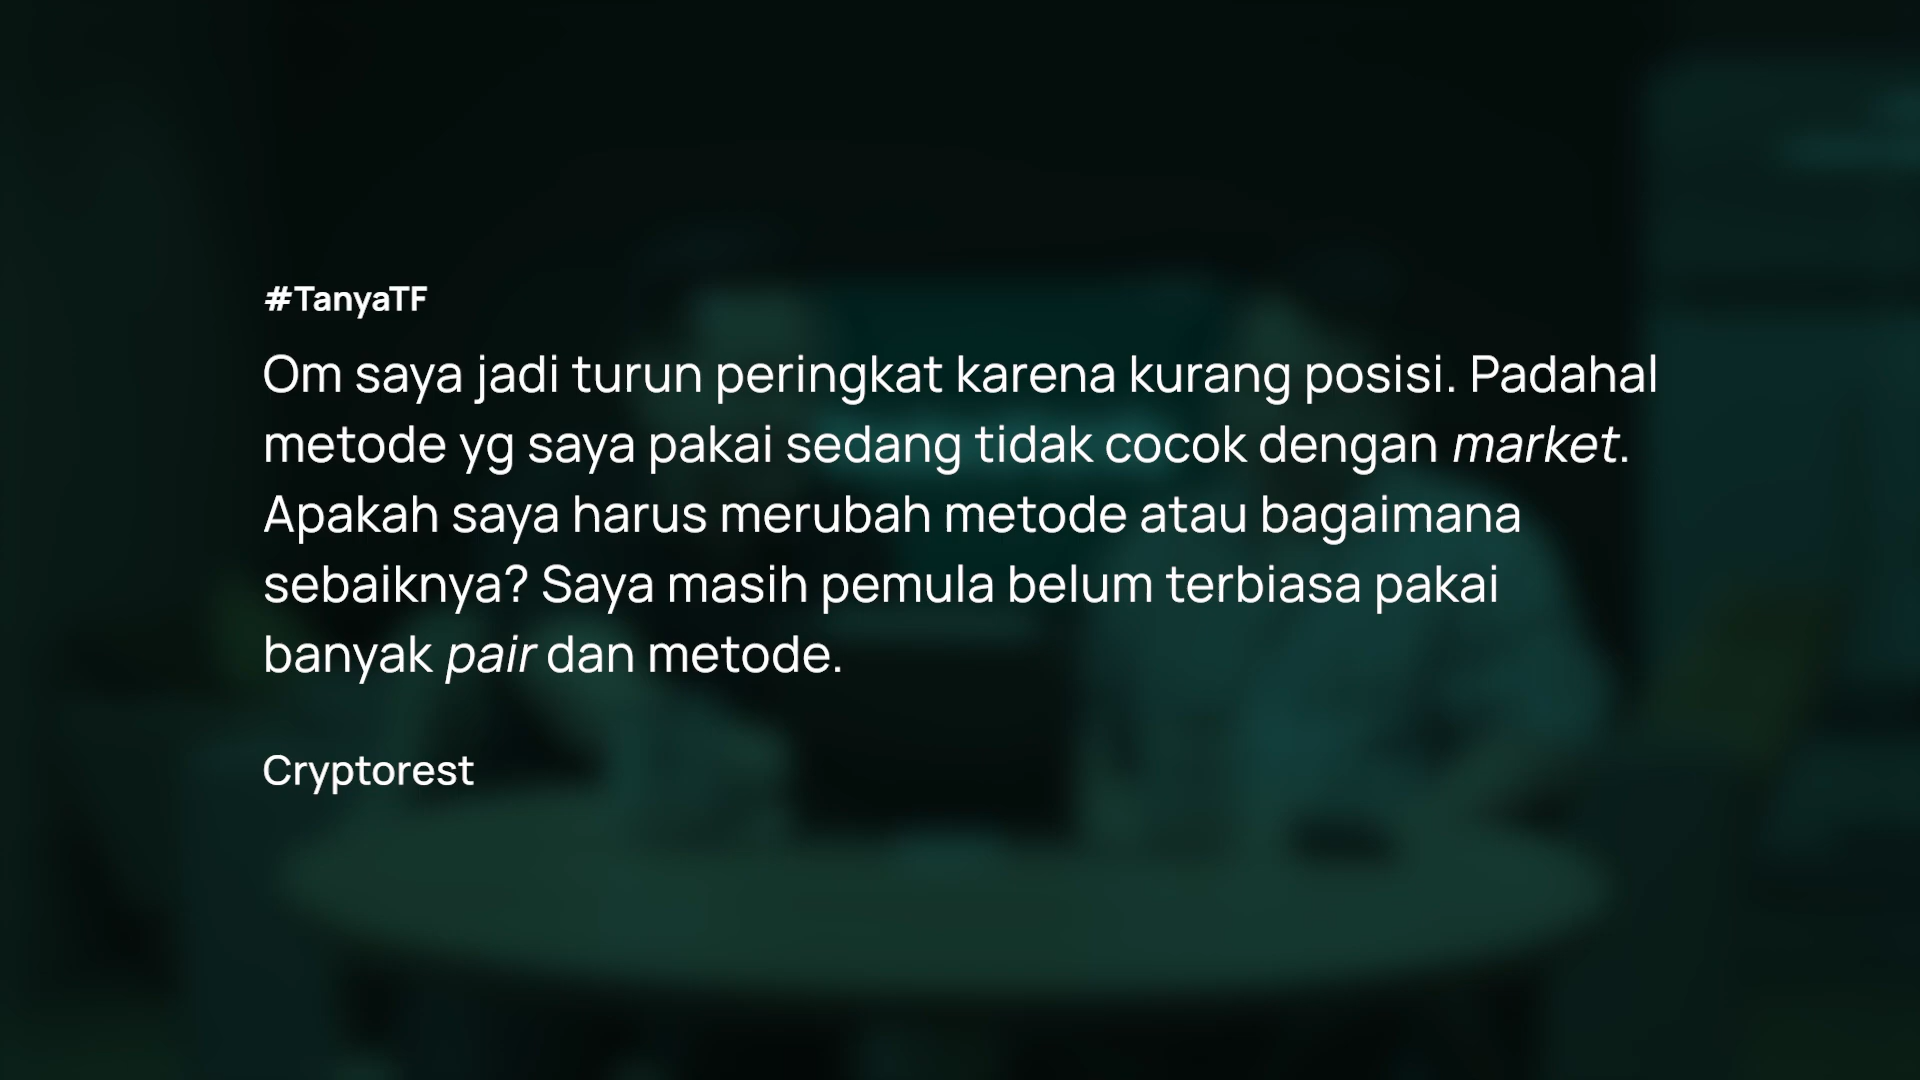 #TanyaTF
Om saya jadi turun peringkat karena kurang posisi. Padahal
metode yg saya pakai sedang tidak cocok dengan market.
Apakah saya harus merubah metode atau bagaimana
sebaiknya? Saya masih pemula belum terbiasa pakai
banyak pair dan metode.
Cryptorest